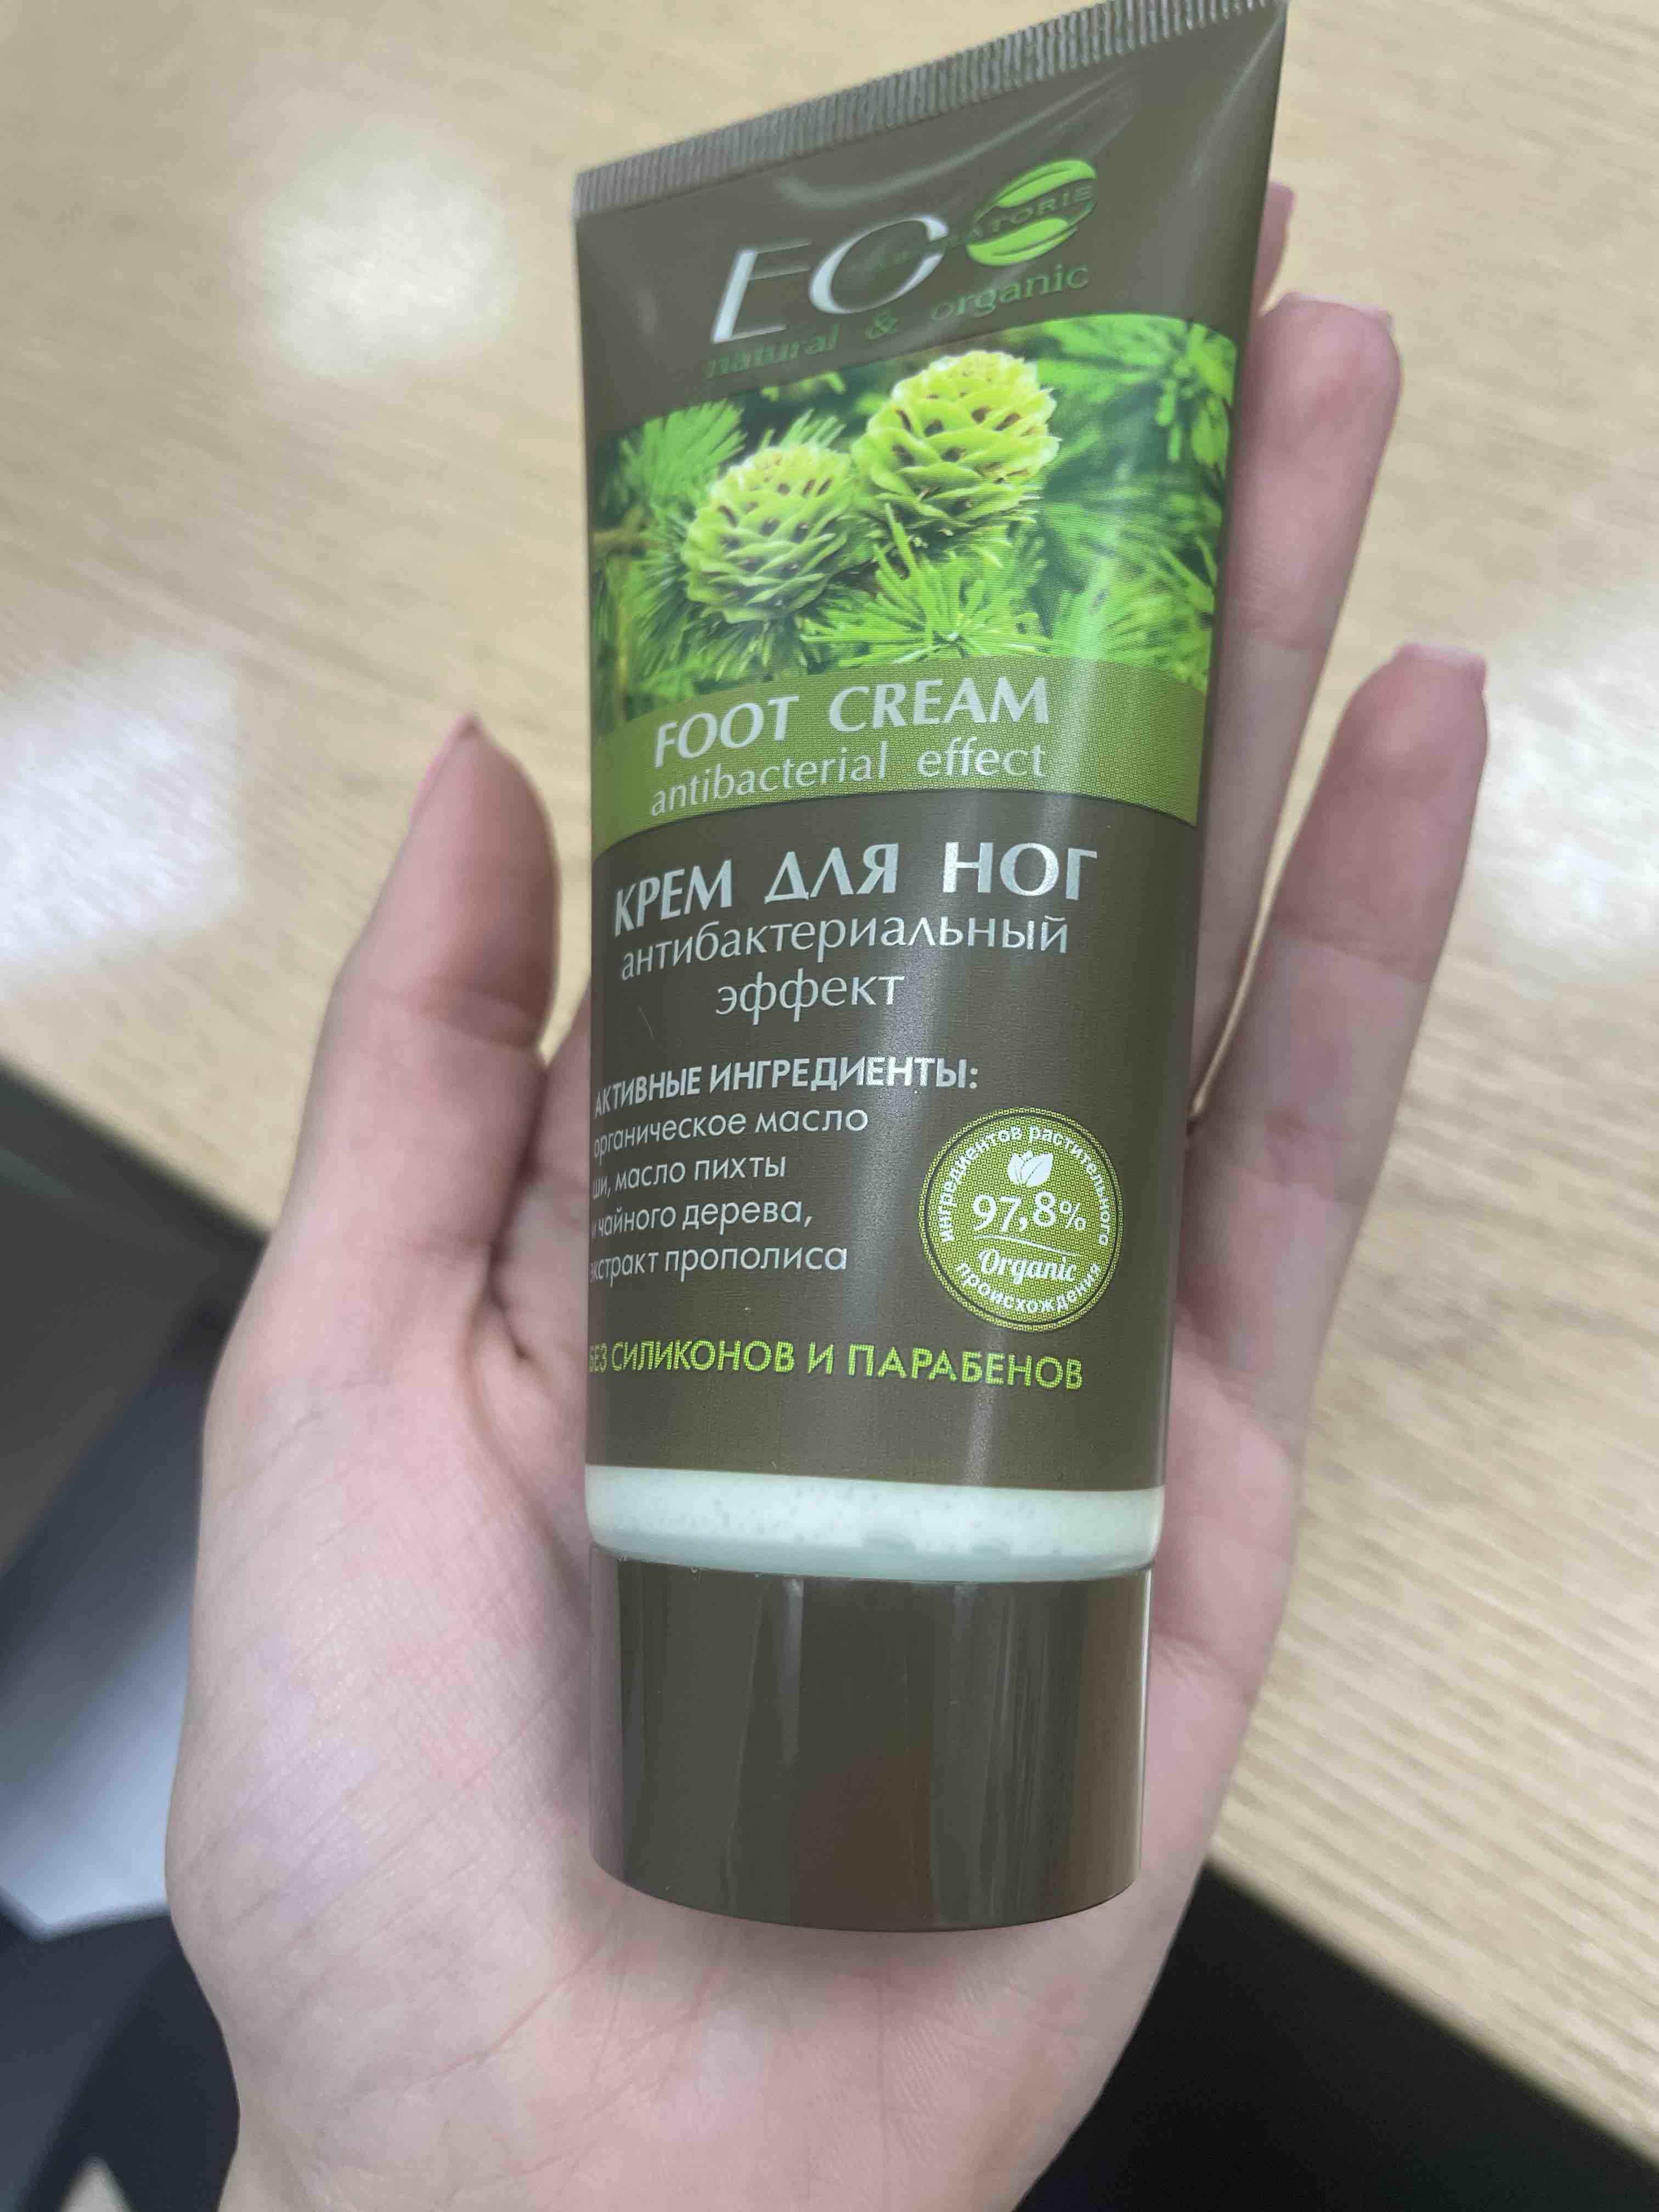 ECO
natural & organic
FOOT CREAM
antibacterial effect
КРЕМ ДЛЯ НОГ
антибактериальный
эффект
АКТИВНЫЕ ИНГРЕДИЕНТЫ:
органическое масло
ши, масло пихты
и чайного дерева,
экстракт прополиса
ингредиентов растительного
97,8%
Organic
происхождения
БЕЗ СИЛИКОНОВ И ПАРАБЕНОВ